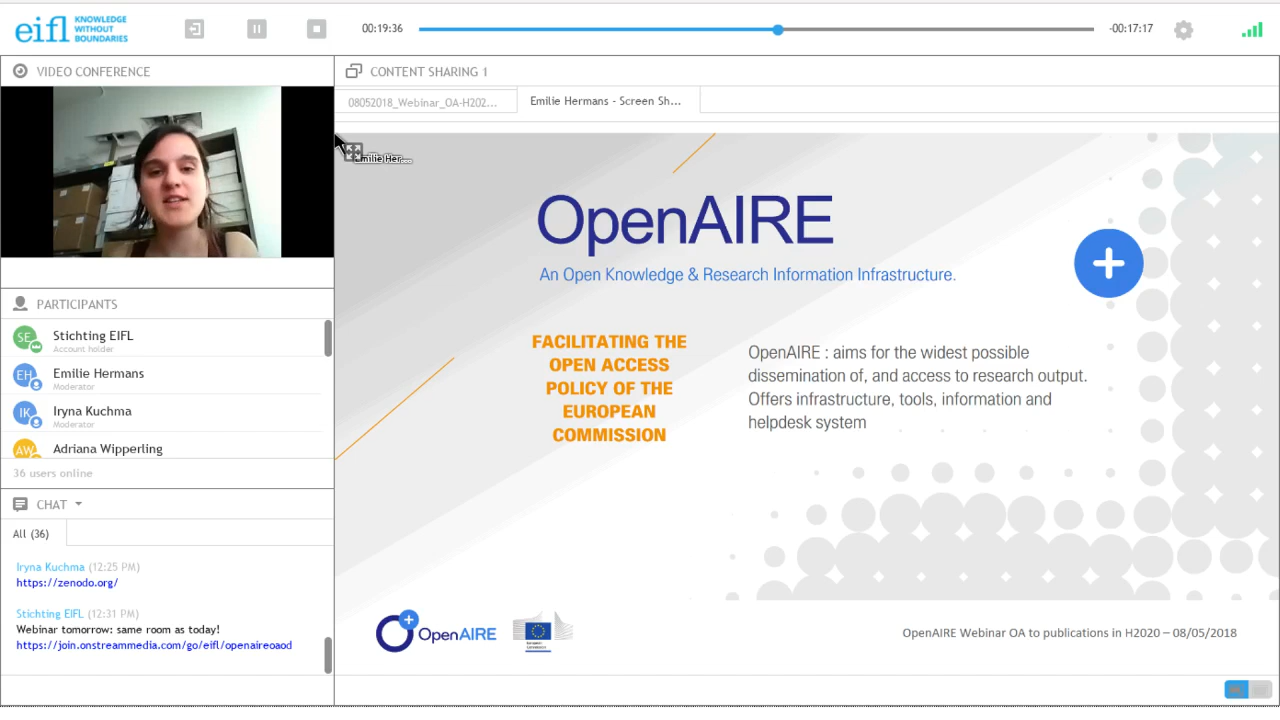 eifl KNOWLEDGE
WITHOUT
BOUNDARIES
00:19:36
-00:17:17
VIDEO CONFERENCE
CONTENT SHARING 1
08052018_Webinar_OA-H202...
Emilie Hermans - Screen Sh...
Emilie Her...
OpenAIRE
An Open Knowledge & Research Information Infrastructure.
FACILITATING THE
OPEN ACCESS
POLICY OF THE
EUROPEAN
COMMISSION
OpenAIRE : aims for the widest possible
dissemination of, and access to research output.
Offers infrastructure, tools, information and
helpdesk system
PARTICIPANTS
SE Stichting EIFL
Account holder
EH Emilie Hermans
Moderator
IK Iryna Kuchma
Moderator
AW Adriana Wipperling
36 users online
CHAT
All (36)
Iryna Kuchma (12:25 PM)
https://zenodo.org/
Stichting EIFL (12:31 PM)
Webinar tomorrow: same room as today!
https://join.onstreammedia.com/go/eifl/openaireoaod
OpenAIRE
European
Commission
OpenAIRE Webinar OA to publications in H2020 – 08/05/2018